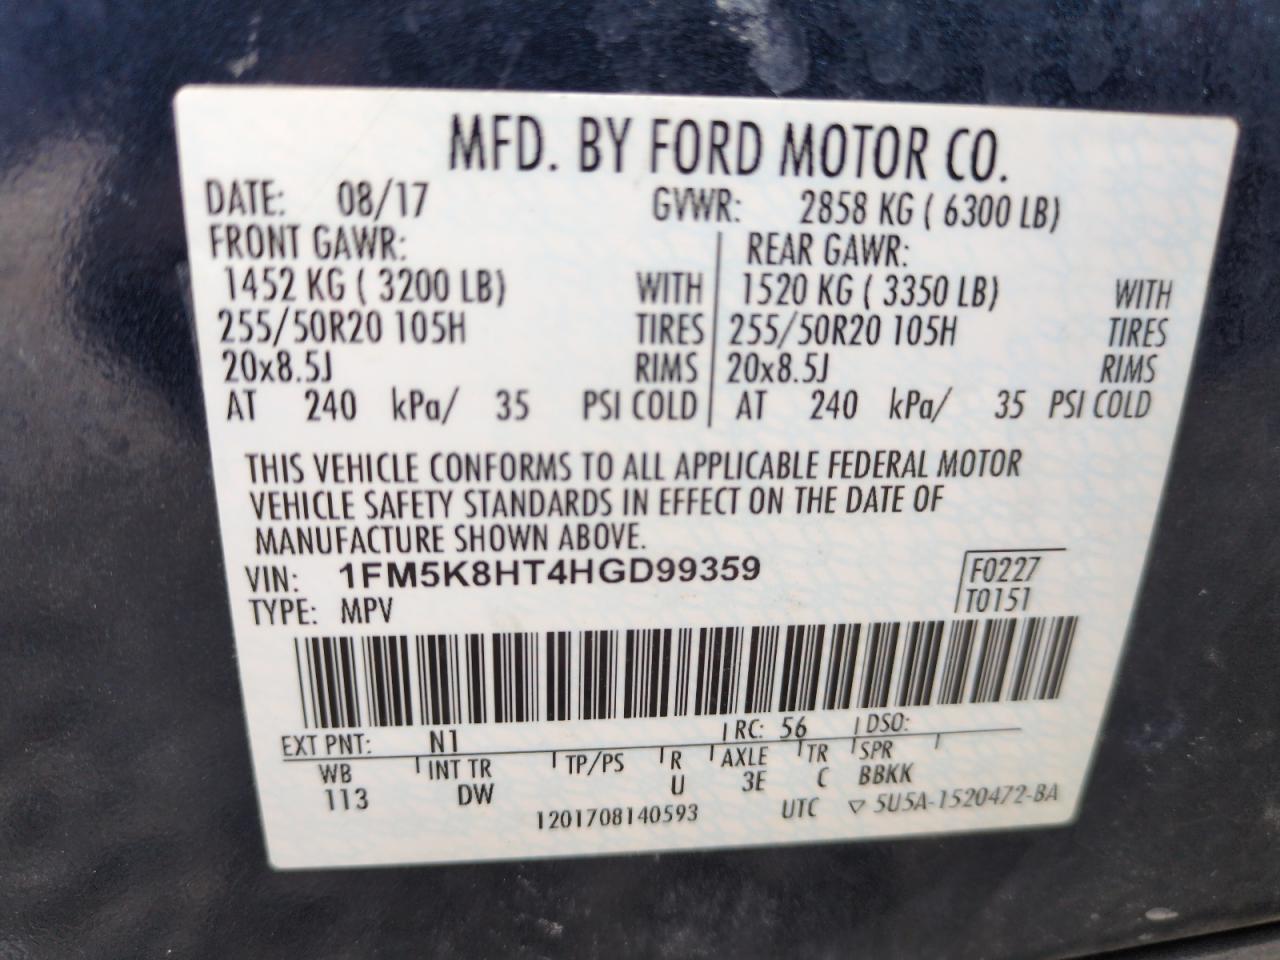 MFD. BY FORD MOTOR CO.
DATE: 08/17 GVWR: 2858 KG ( 6300 LB)
FRONT GAWR: REAR GAWR:
1452 KG ( 3200 LB) WITH 1520 KG ( 3350 LB) WITH
255/50R20 105H TIRES 255/50R20 105H TIRES
20x8.5J RIMS 20x8.5J RIMS
AT 240 kPa/ 35 PSI COLD AT 240 kPa/ 35 PSI COLD
THIS VEHICLE CONFORMS TO ALL APPLICABLE FEDERAL MOTOR
VEHICLE SAFETY STANDARDS IN EFFECT ON THE DATE OF
MANUFACTURE SHOWN ABOVE.
VIN: 1FM5K8HT4HGD99359 F0227
TYPE: MPV T0151
EXT PNT: N1 RC: 56 DSO:
WB INT TR TP/PS R AXLE TR SPR
113 DW U 3E C BBKK
1201708140593 UTC ▽ 5U5A-1520472-BA